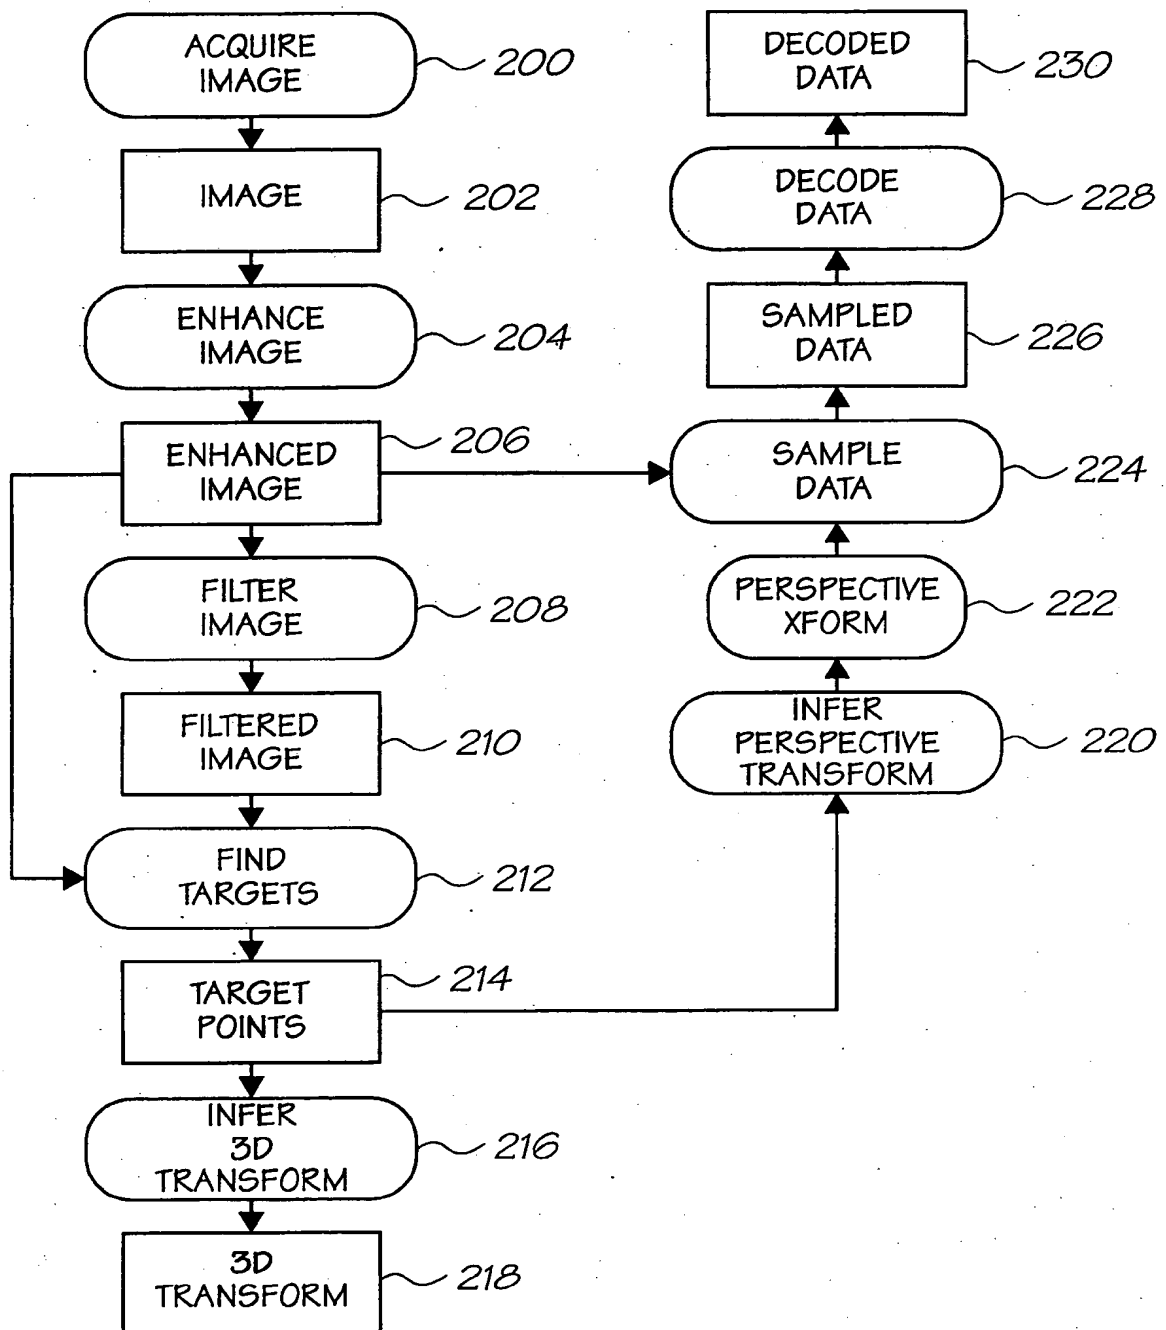 ACQUIRE
IMAGE
200
IMAGE
202
ENHANCE
IMAGE
204
ENHANCED
IMAGE
206
FILTER
IMAGE
208
FILTERED
IMAGE
210
FIND
TARGETS
212
TARGET
POINTS
214
INFER
3D
TRANSFORM
216
3D
TRANSFORM
218
DECODED
DATA
230
DECODE
DATA
228
SAMPLED
DATA
226
SAMPLE
DATA
224
PERSPECTIVE
XFORM
222
INFER
PERSPECTIVE
TRANSFORM
220